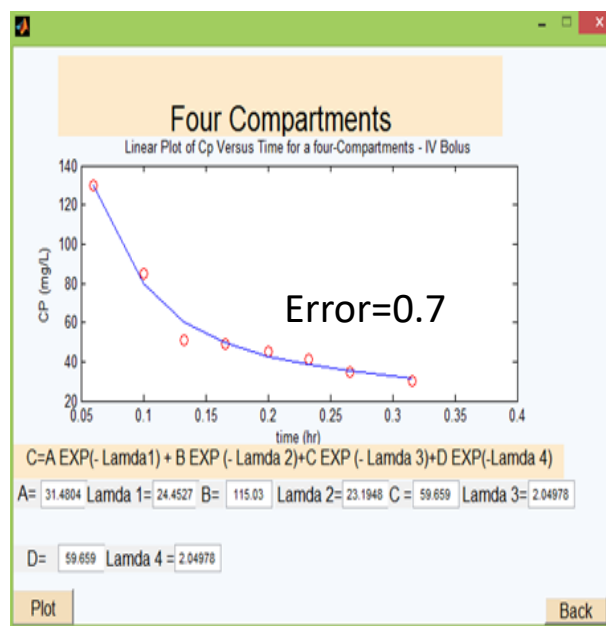 Four Compartments
Linear Plot of Cp Versus Time for a four-Compartments - IV Bolus
140
120
100
80
60
40
20
CP (mg/L)
Error=0.7
0.05 0.1 0.15 0.2 0.25 0.3 0.35 0.4
time (hr)
C=A EXP(- Lamda1) + B EXP (- Lamda 2)+C EXP (- Lamda 3)+D EXP(-Lamda 4)
A= 31.4804 Lamda 1= 24.4527 B= 115.03 Lamda 2= 23.1948 C = 59.659 Lamda 3= 2.04978
D= 59.659 Lamda 4 = 2.04978
Plot Back